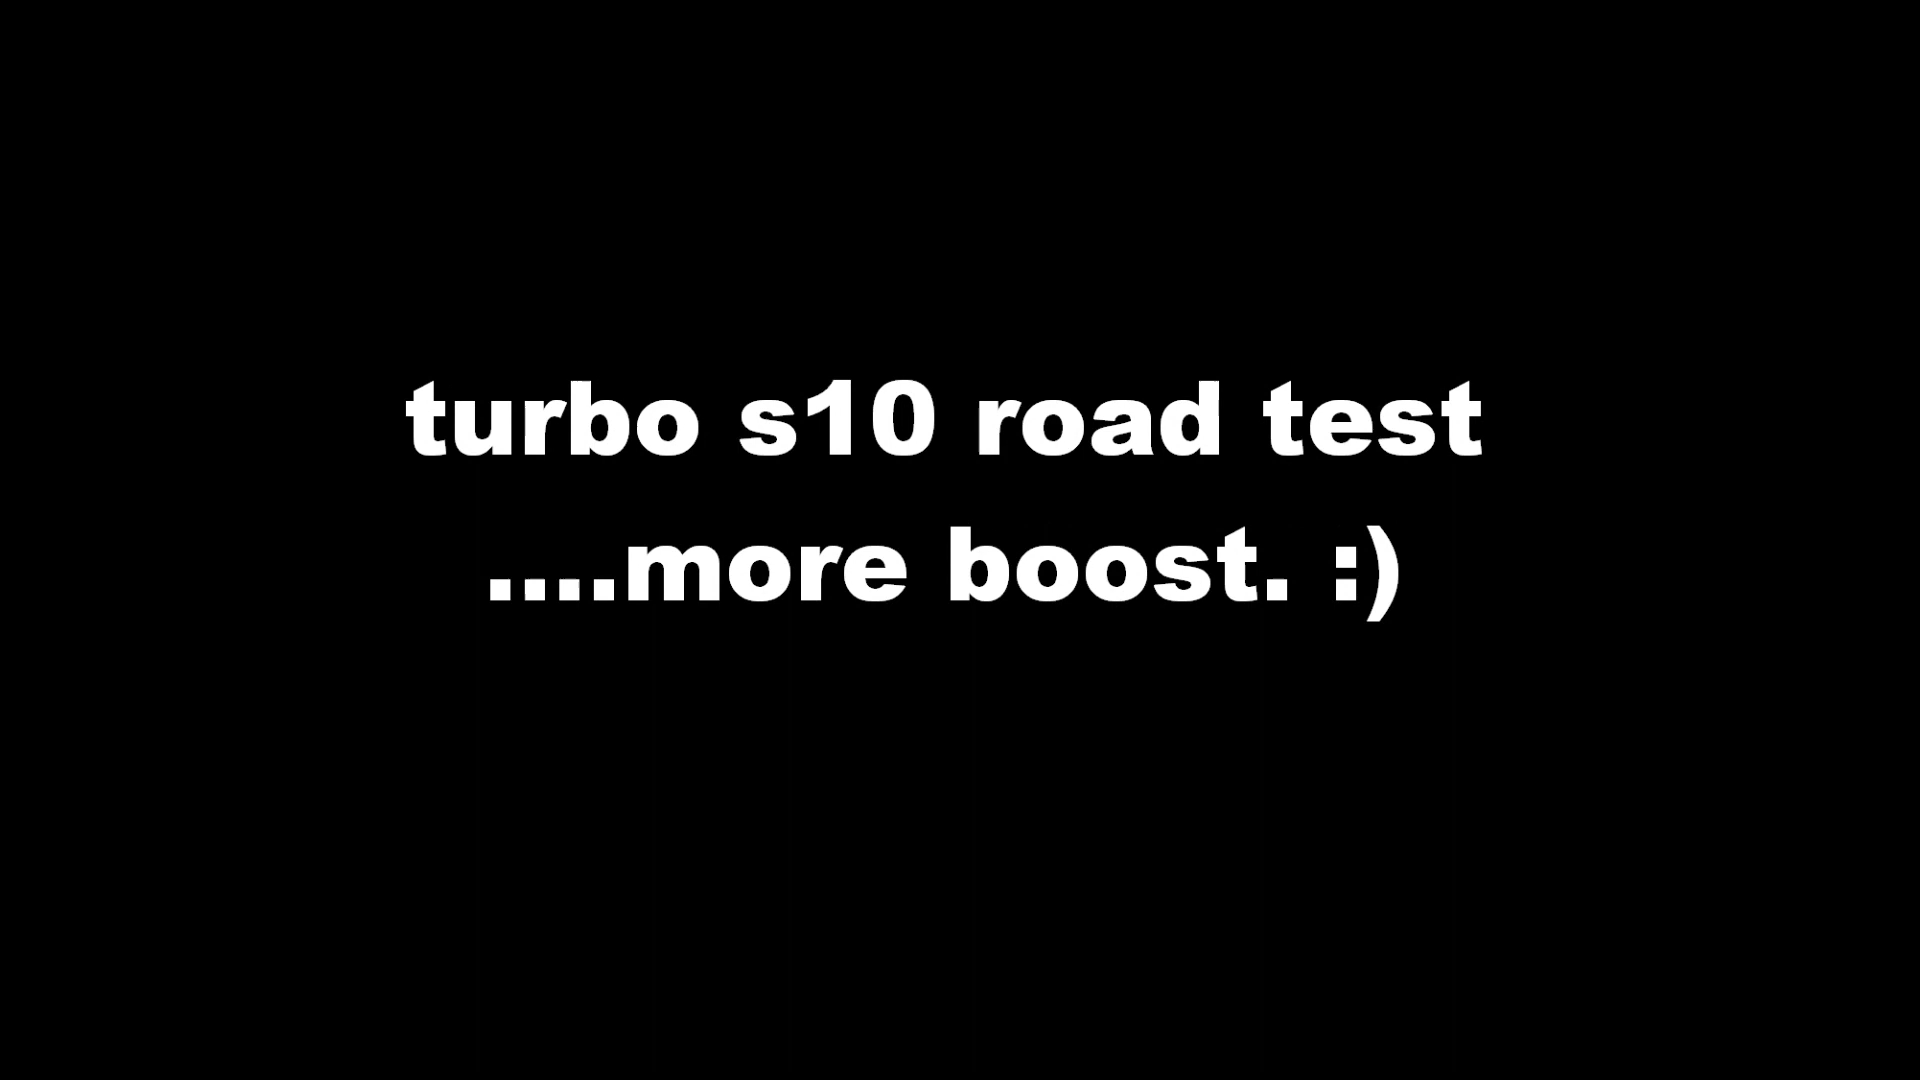 turbo s10 road test
....more boost. :)